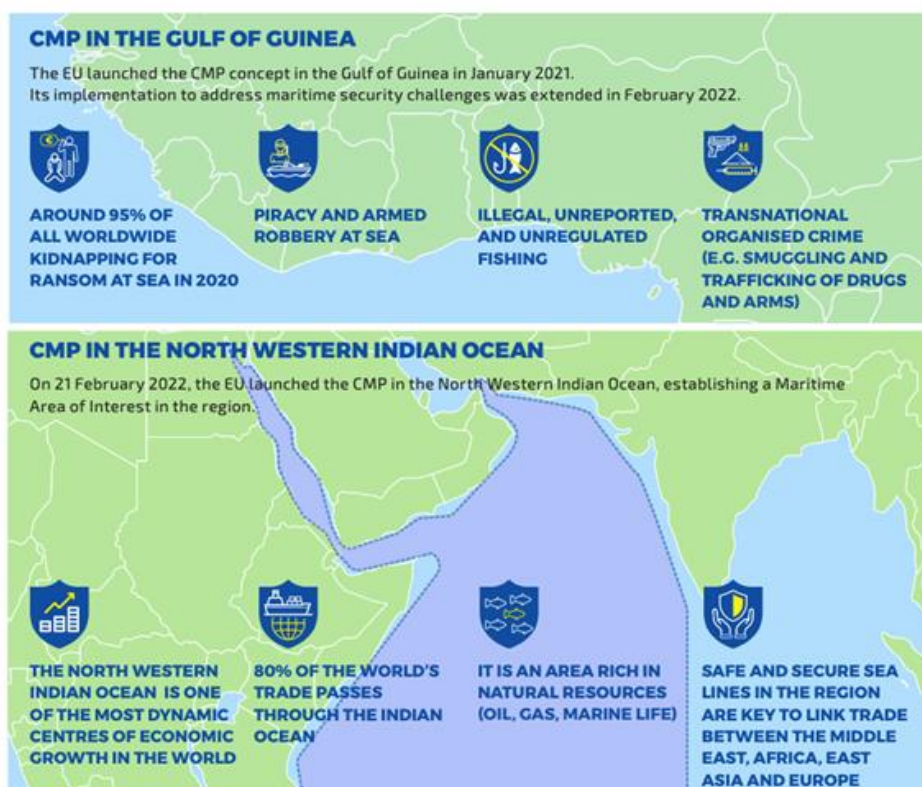 CMP IN THE GULF OF GUINEA
The EU launched the CMP concept in the Gulf of Guinea in January 2021.
Its implementation to address maritime security challenges was extended in February 2022.
AROUND 95% OF
ALL WORLDWIDE
KIDNAPPING FOR
RANSOM AT SEA IN 2020
PIRACY AND ARMED
ROBBERY AT SEA
ILLEGAL, UNREPORTED,
AND UNREGULATED
FISHING
TRANSNATIONAL
ORGANISED CRIME
(E.G. SMUGGLING AND
TRAFFICKING OF DRUGS
AND ARMS)
CMP IN THE NORTH WESTERN INDIAN OCEAN
On 21 February 2022, the EU launched the CMP in the North Western Indian Ocean, establishing a Maritime
Area of Interest in the region.
THE NORTH WESTERN
INDIAN OCEAN IS ONE
OF THE MOST DYNAMIC
CENTRES OF ECONOMIC
GROWTH IN THE WORLD
80% OF THE WORLD'S
TRADE PASSES
THROUGH THE INDIAN
OCEAN
IT IS AN AREA RICH IN
NATURAL RESOURCES
(OIL, GAS, MARINE LIFE)
SAFE AND SECURE SEA
LINES IN THE REGION
ARE KEY TO LINK TRADE
BETWEEN THE MIDDLE
EAST, AFRICA, EAST
ASIA AND EUROPE